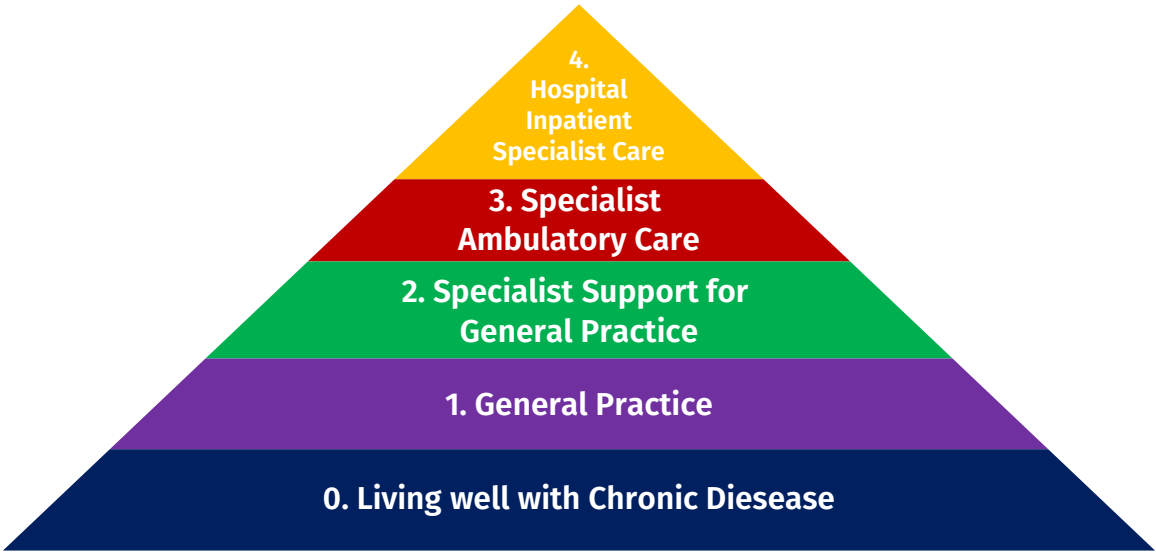 4.
Hospital
Inpatient
Specialist Care
3. Specialist
Ambulatory Care
2. Specialist Support for
General Practice
1. General Practice
0. Living well with Chronic Diesease